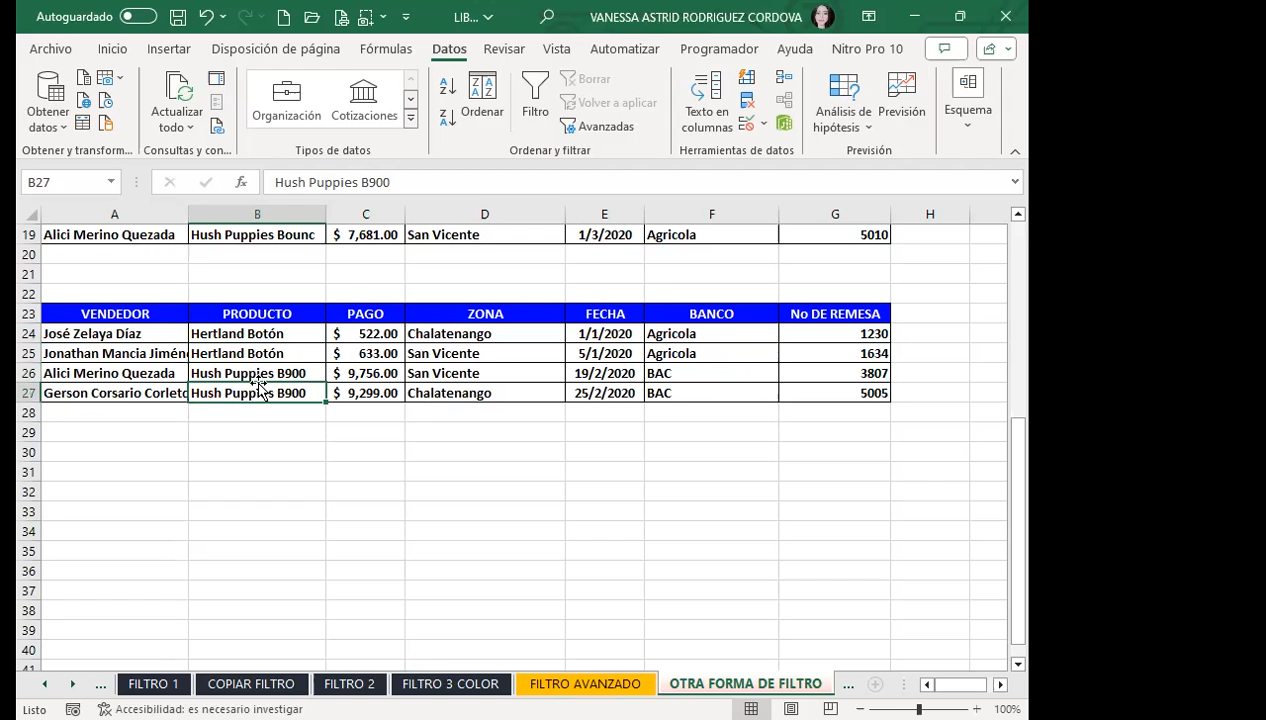 Autoguardado LIB... VANESSA ASTRID RODRIGUEZ CORDOVA
Archivo Inicio Insertar Disposición de página Fórmulas Datos Revisar Vista Automatizar Programador Ayuda Nitro Pro 10
Obtener datos Actualizar todo Organización Cotizaciones Ordenar Filtro Borrar Volver a aplicar Avanzadas Texto en columnas Análisis de hipótesis Previsión Esquema
Obtener y transform... Consultas y con... Tipos de datos Ordenar y filtrar Herramientas de datos Previsión
B27 fx Hush Puppies B900
A B C D E F G H
19 Alici Merino Quezada Hush Puppies Bounc $ 7,681.00 San Vicente 1/3/2020 Agricola 5010
20
21
22
23 VENDEDOR PRODUCTO PAGO ZONA FECHA BANCO No DE REMESA
24 José Zelaya Díaz Hertland Botón $ 522.00 Chalatenango 1/1/2020 Agricola 1230
25 Jonathan Mancia Jimén Hertland Botón $ 633.00 San Vicente 5/1/2020 Agricola 1634
26 Alici Merino Quezada Hush Puppies B900 $ 9,756.00 San Vicente 19/2/2020 BAC 3807
27 Gerson Corsario Corleto Hush Puppies B900 $ 9,299.00 Chalatenango 25/2/2020 BAC 5005
28
29
30
31
32
33
34
35
36
37
38
39
40
41
... FILTRO 1 COPIAR FILTRO FILTRO 2 FILTRO 3 COLOR FILTRO AVANZADO OTRA FORMA DE FILTRO ...
Listo Accesibilidad: es necesario investigar 100%